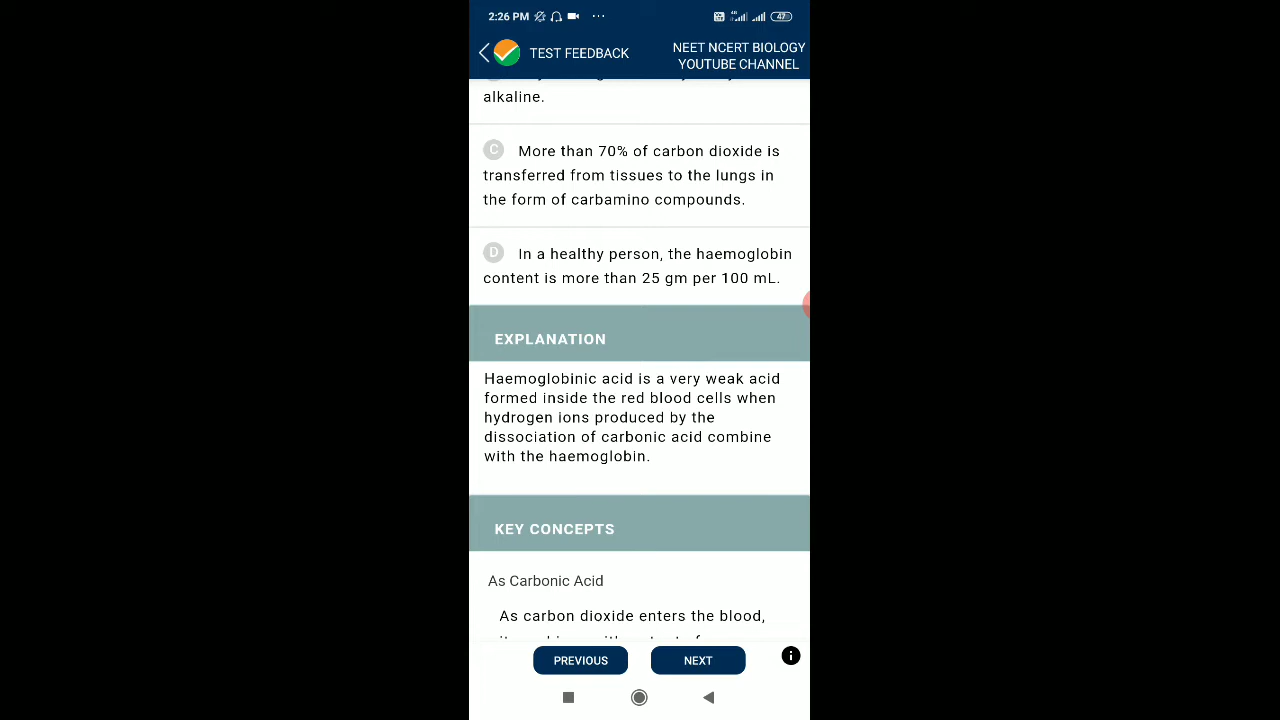 2:26 PM ...
47
TEST FEEDBACK
NEET NCERT BIOLOGY
YOUTUBE CHANNEL
alkaline.
C More than 70% of carbon dioxide is
transferred from tissues to the lungs in
the form of carbamino compounds.
D In a healthy person, the haemoglobin
content is more than 25 gm per 100 mL.
EXPLANATION
Haemoglobinic acid is a very weak acid
formed inside the red blood cells when
hydrogen ions produced by the
dissociation of carbonic acid combine
with the haemoglobin.
KEY CONCEPTS
As Carbonic Acid
As carbon dioxide enters the blood,
PREVIOUS
NEXT